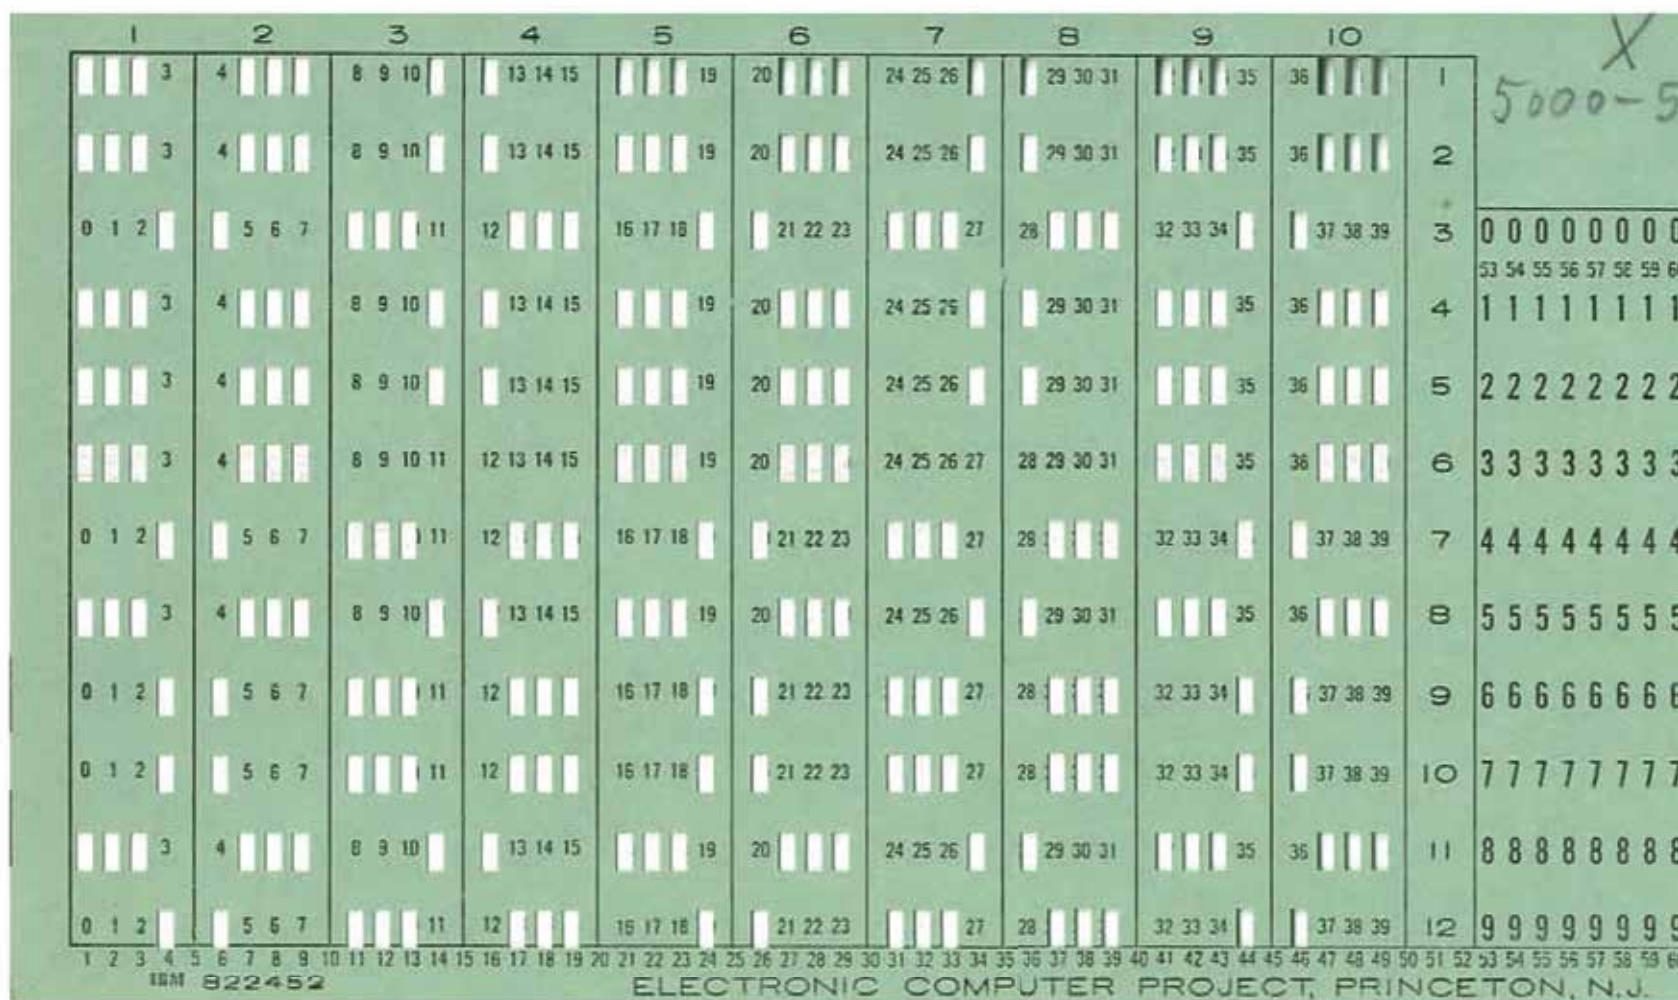 1 2 3 4 5 6 7 8 9 10
X
3 4 8 9 10 13 14 15 19 20 24 25 26 29 30 31 35 36 1
5000-5
3 4 8 9 10 13 14 15 19 20 24 25 26 29 30 31 35 36 2
0 1 2 5 6 7 11 12 16 17 18 21 22 23 27 28 32 33 34 37 38 39 3 0 0 0 0 0 0 0 0
53 54 55 56 57 58 59 60
3 4 8 9 10 13 14 15 19 20 24 25 26 29 30 31 35 36 4 1 1 1 1 1 1 1 1
3 4 8 9 10 13 14 15 19 20 24 25 26 29 30 31 35 36 5 2 2 2 2 2 2 2 2
3 4 8 9 10 11 12 13 14 15 19 20 24 25 26 27 28 29 30 31 35 36 6 3 3 3 3 3 3 3 3
0 1 2 5 6 7 11 12 16 17 18 21 22 23 27 28 32 33 34 37 38 39 7 4 4 4 4 4 4 4 4
3 4 8 9 10 13 14 15 19 20 24 25 26 29 30 31 35 36 8 5 5 5 5 5 5 5 5
0 1 2 5 6 7 11 12 16 17 18 21 22 23 27 28 32 33 34 37 38 39 9 6 6 6 6 6 6 6 6
0 1 2 5 6 7 11 12 16 17 18 21 22 23 27 28 32 33 34 37 38 39 10 7 7 7 7 7 7 7 7
3 4 8 9 10 13 14 15 19 20 24 25 26 29 30 31 35 36 11 8 8 8 8 8 8 8 8
0 1 2 5 6 7 11 12 16 17 18 21 22 23 27 28 32 33 34 37 38 39 12 9 9 9 9 9 9 9 9
1 2 3 4 5 6 7 8 9 10 11 12 13 14 15 16 17 18 19 20 21 22 23 24 25 26 27 28 29 30 31 32 33 34 35 36 37 38 39 40 41 42 43 44 45 46 47 48 49 50 51 52 53 54 55 56 57 58 59 60
IBM 822452 ELECTRONIC COMPUTER PROJECT, PRINCETON, N.J.